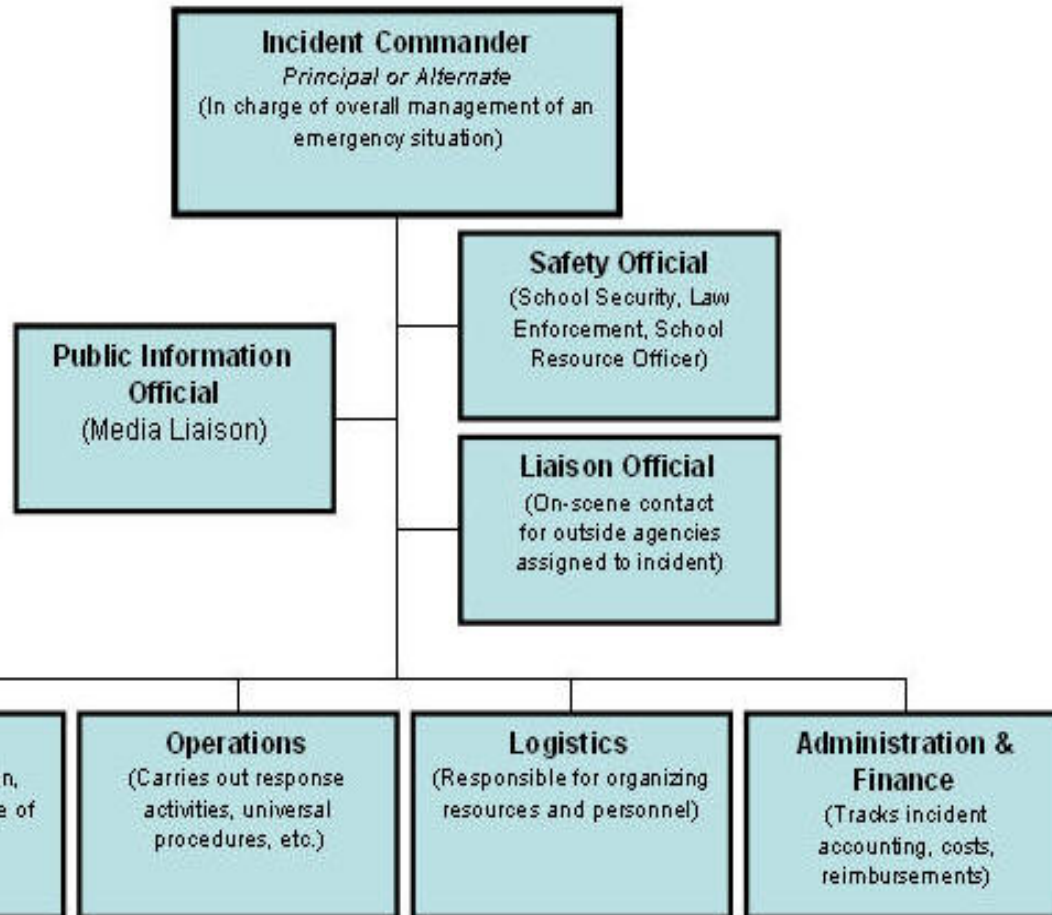 Incident Commander
Principal or Alternate
(In charge of overall management of an
emergency situation)
Safety Official
(School Security, Law
Enforcement, School
Resource Officer)
Public Information
Official
(Media Liaison)
Liaison Official
(On-scene contact
for outside agencies
assigned to incident)
n,
e of
Operations
(Carries out response
activities, universal
procedures, etc.)
Logistics
(Responsible for organizing
resources and personnel)
Administration &
Finance
(Tracks incident
accounting, costs,
reimbursements)